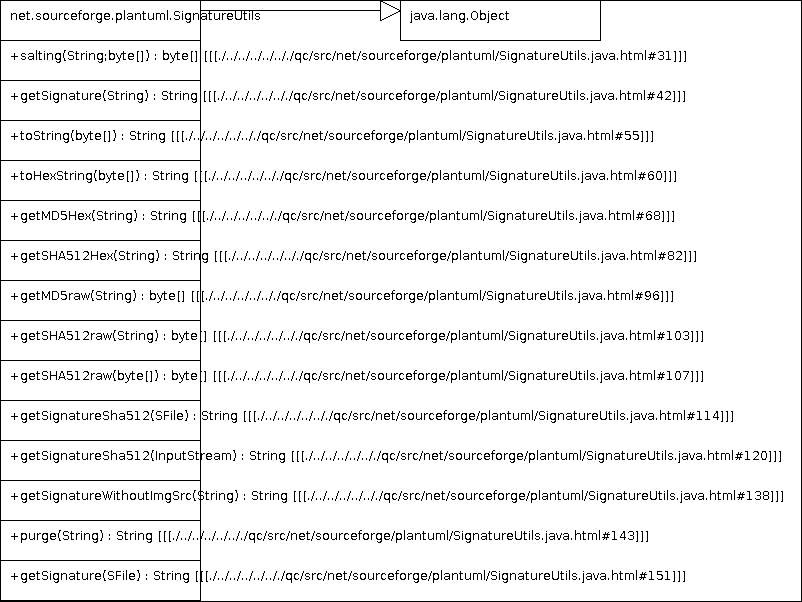 net.sourceforge.plantuml.SignatureUtils
java.lang.Object
+salting(String;byte[]) : byte[] [[[./../../../../../qc/src/net/sourceforge/plantuml/SignatureUtils.java.html#31]]]
+getSignature(String) : String [[[./../../../../../qc/src/net/sourceforge/plantuml/SignatureUtils.java.html#42]]]
+toString(byte[]) : String [[[./../../../../../qc/src/net/sourceforge/plantuml/SignatureUtils.java.html#55]]]
+toHexString(byte[]) : String [[[./../../../../../qc/src/net/sourceforge/plantuml/SignatureUtils.java.html#60]]]
+getMD5Hex(String) : String [[[./../../../../../qc/src/net/sourceforge/plantuml/SignatureUtils.java.html#68]]]
+getSHA512Hex(String) : String [[[./../../../../../qc/src/net/sourceforge/plantuml/SignatureUtils.java.html#82]]]
+getMD5raw(String) : byte[] [[[./../../../../../qc/src/net/sourceforge/plantuml/SignatureUtils.java.html#96]]]
+getSHA512raw(String) : byte[] [[[./../../../../../qc/src/net/sourceforge/plantuml/SignatureUtils.java.html#103]]]
+getSHA512raw(byte[]) : byte[] [[[./../../../../../qc/src/net/sourceforge/plantuml/SignatureUtils.java.html#107]]]
+getSignatureSha512(SFile) : String [[[./../../../../../qc/src/net/sourceforge/plantuml/SignatureUtils.java.html#114]]]
+getSignatureSha512(InputStream) : String [[[./../../../../../qc/src/net/sourceforge/plantuml/SignatureUtils.java.html#120]]]
+getSignatureWithoutImgSrc(String) : String [[[./../../../../../qc/src/net/sourceforge/plantuml/SignatureUtils.java.html#138]]]
+purge(String) : String [[[./../../../../../qc/src/net/sourceforge/plantuml/SignatureUtils.java.html#143]]]
+getSignature(SFile) : String [[[./../../../../../qc/src/net/sourceforge/plantuml/SignatureUtils.java.html#151]]]